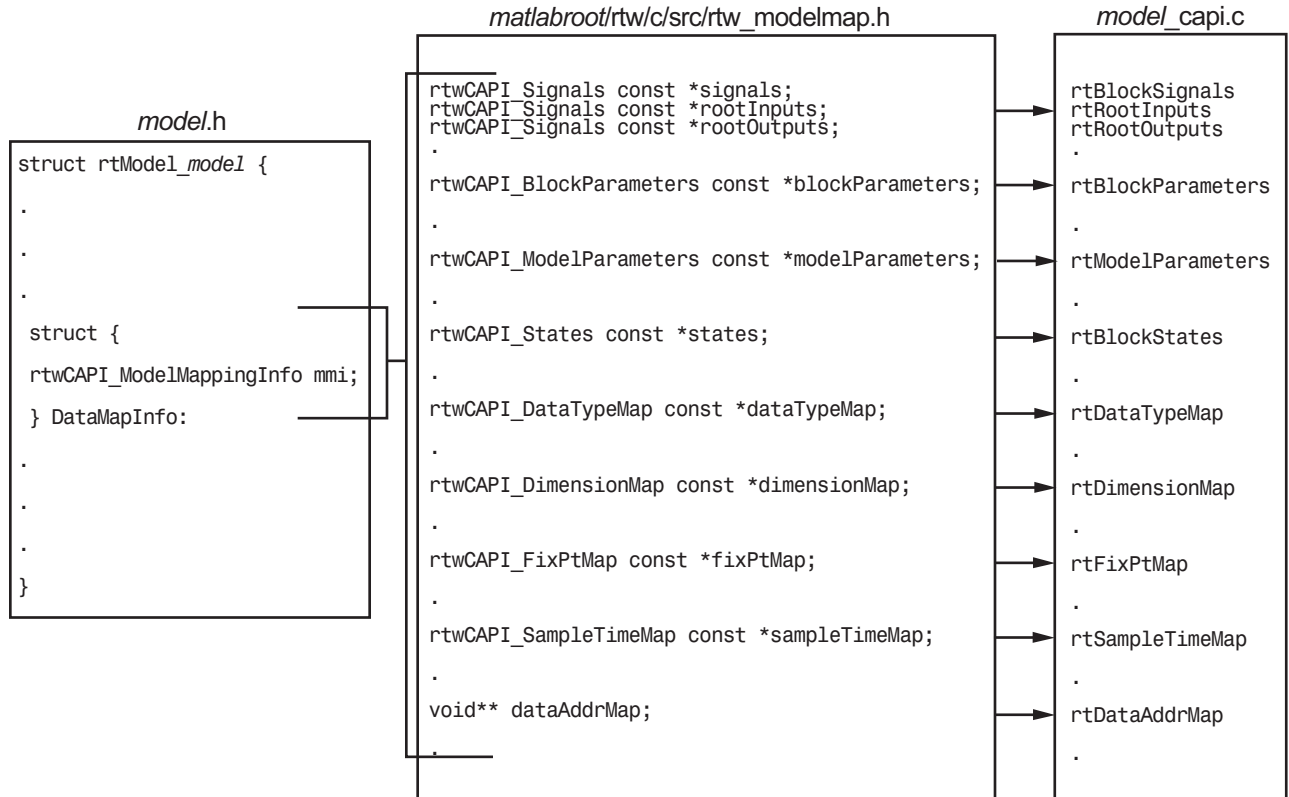 model.h
struct rtModel_model {
.
.
.
struct {
rtwCAPI_ModelMappingInfo mmi;
} DataMapInfo:
.
.
.
}
matlabroot/rtw/c/src/rtw_modelmap.h
rtwCAPI_Signals const *signals;
rtwCAPI_Signals const *rootInputs;
rtwCAPI_Signals const *rootOutputs;
.
rtwCAPI_BlockParameters const *blockParameters;
.
rtwCAPI_ModelParameters const *modelParameters;
.
rtwCAPI_States const *states;
.
rtwCAPI_DataTypeMap const *dataTypeMap;
.
rtwCAPI_DimensionMap const *dimensionMap;
.
rtwCAPI_FixPtMap const *fixPtMap;
.
rtwCAPI_SampleTimeMap const *sampleTimeMap;
.
void** dataAddrMap;
.
model_capi.c
rtBlockSignals
rtRootInputs
rtRootOutputs
.
rtBlockParameters
.
rtModelParameters
.
rtBlockStates
.
rtDataTypeMap
.
rtDimensionMap
.
rtFixPtMap
.
rtSampleTimeMap
.
rtDataAddrMap
.